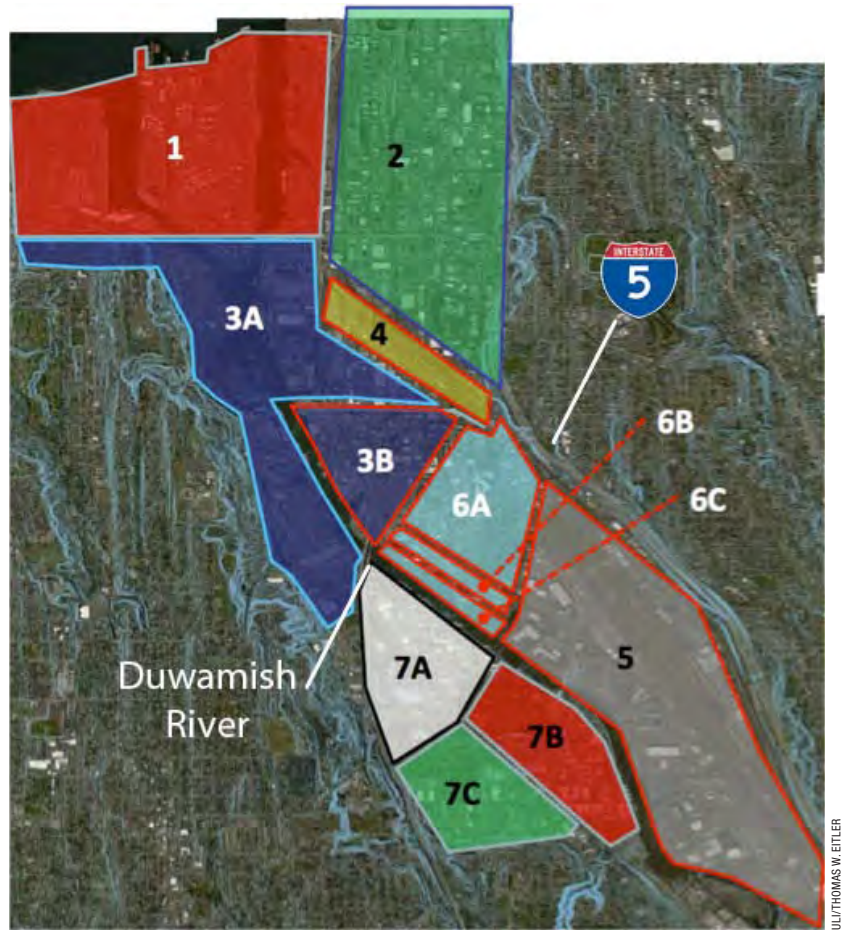 1
2
INTERSTATE
5
3A
4
6B
3B
6A
6C
5
7A
Duwamish
River
7B
7C
ULI/THOMAS W. EITLER